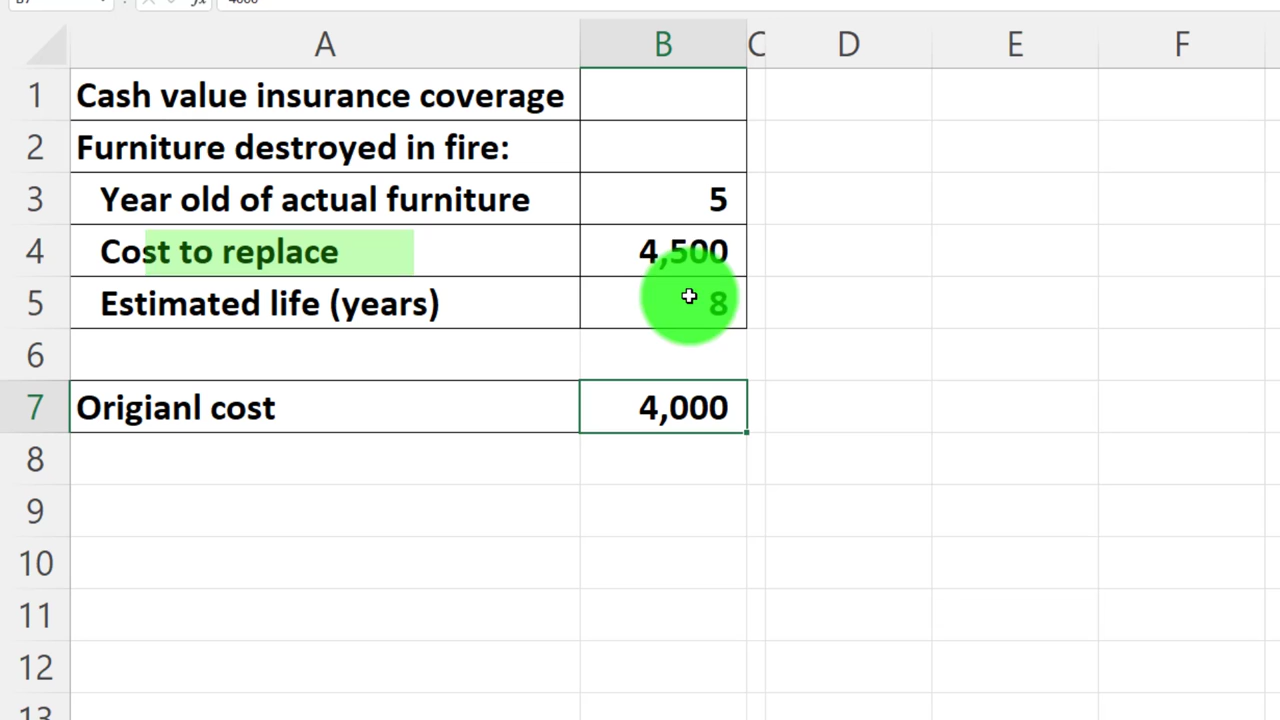 fx
A B C D E F
1 Cash value insurance coverage
2 Furniture destroyed in fire:
3 Year old of actual furniture 5
4 Cost to replace 4,500
5 Estimated life (years) 8
6
7 Origianl cost 4,000
8
9
10
11
12
13